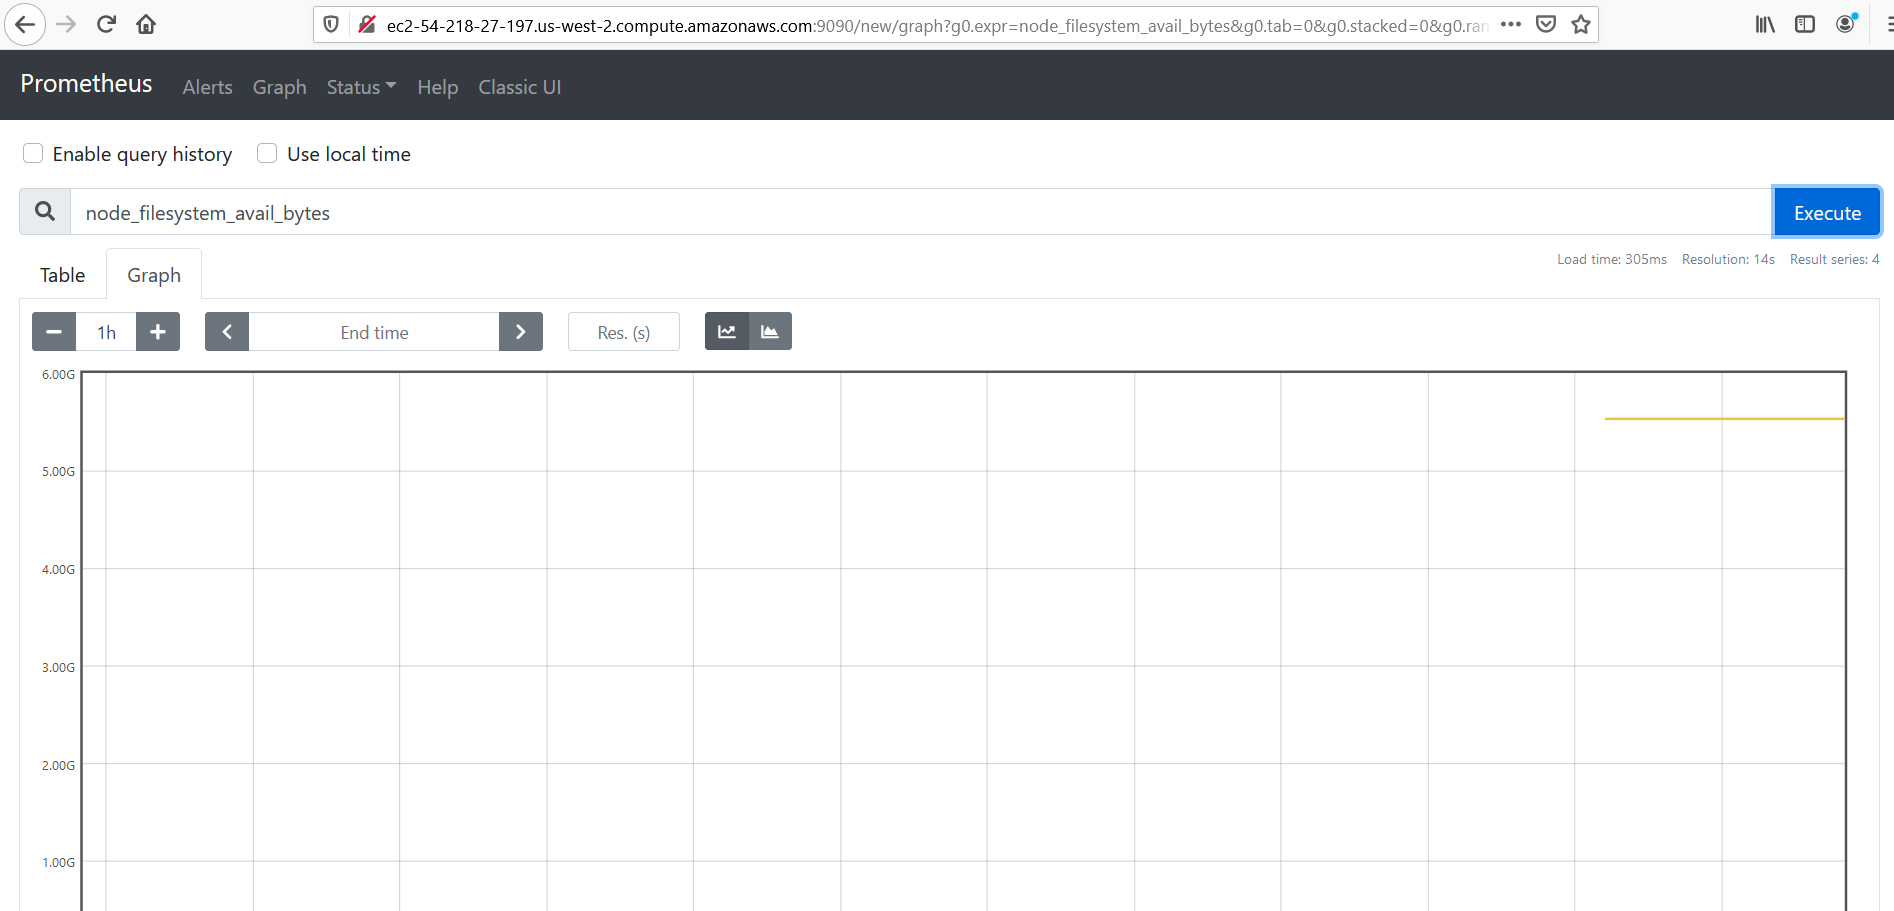 ec2-54-218-27-197.us-west-2.compute.amazonaws.com:9090/new/graph?g0.expr=node_filesystem_avail_bytes&g0.tab=0&g0.stacked=0&g0.ran
Prometheus Alerts Graph Status Help Classic UI
Enable query history Use local time
node_filesystem_avail_bytes Execute
Load time: 305ms Resolution: 14s Result series: 4
Table Graph
1h End time Res. (s)
6.00G
5.00G
4.00G
3.00G
2.00G
1.00G